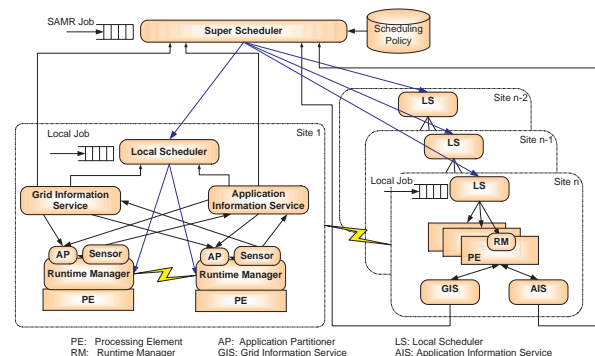 SAMR Job
Super Scheduler
Scheduling
Policy
LS
Site n-2
LS
Site n-1
Local Job
Site 1
Local Scheduler
Local Job
LS
Site n
Grid Information
Service
Application
Information Service
RM
PE
AP
Sensor
Runtime Manager
PE
AP
Sensor
Runtime Manager
PE
GIS
AIS
PE: Processing Element
AP: Application Partitioner
LS: Local Scheduler
RM: Runtime Manager
GIS: Grid Information Service
AIS: Application Information Service